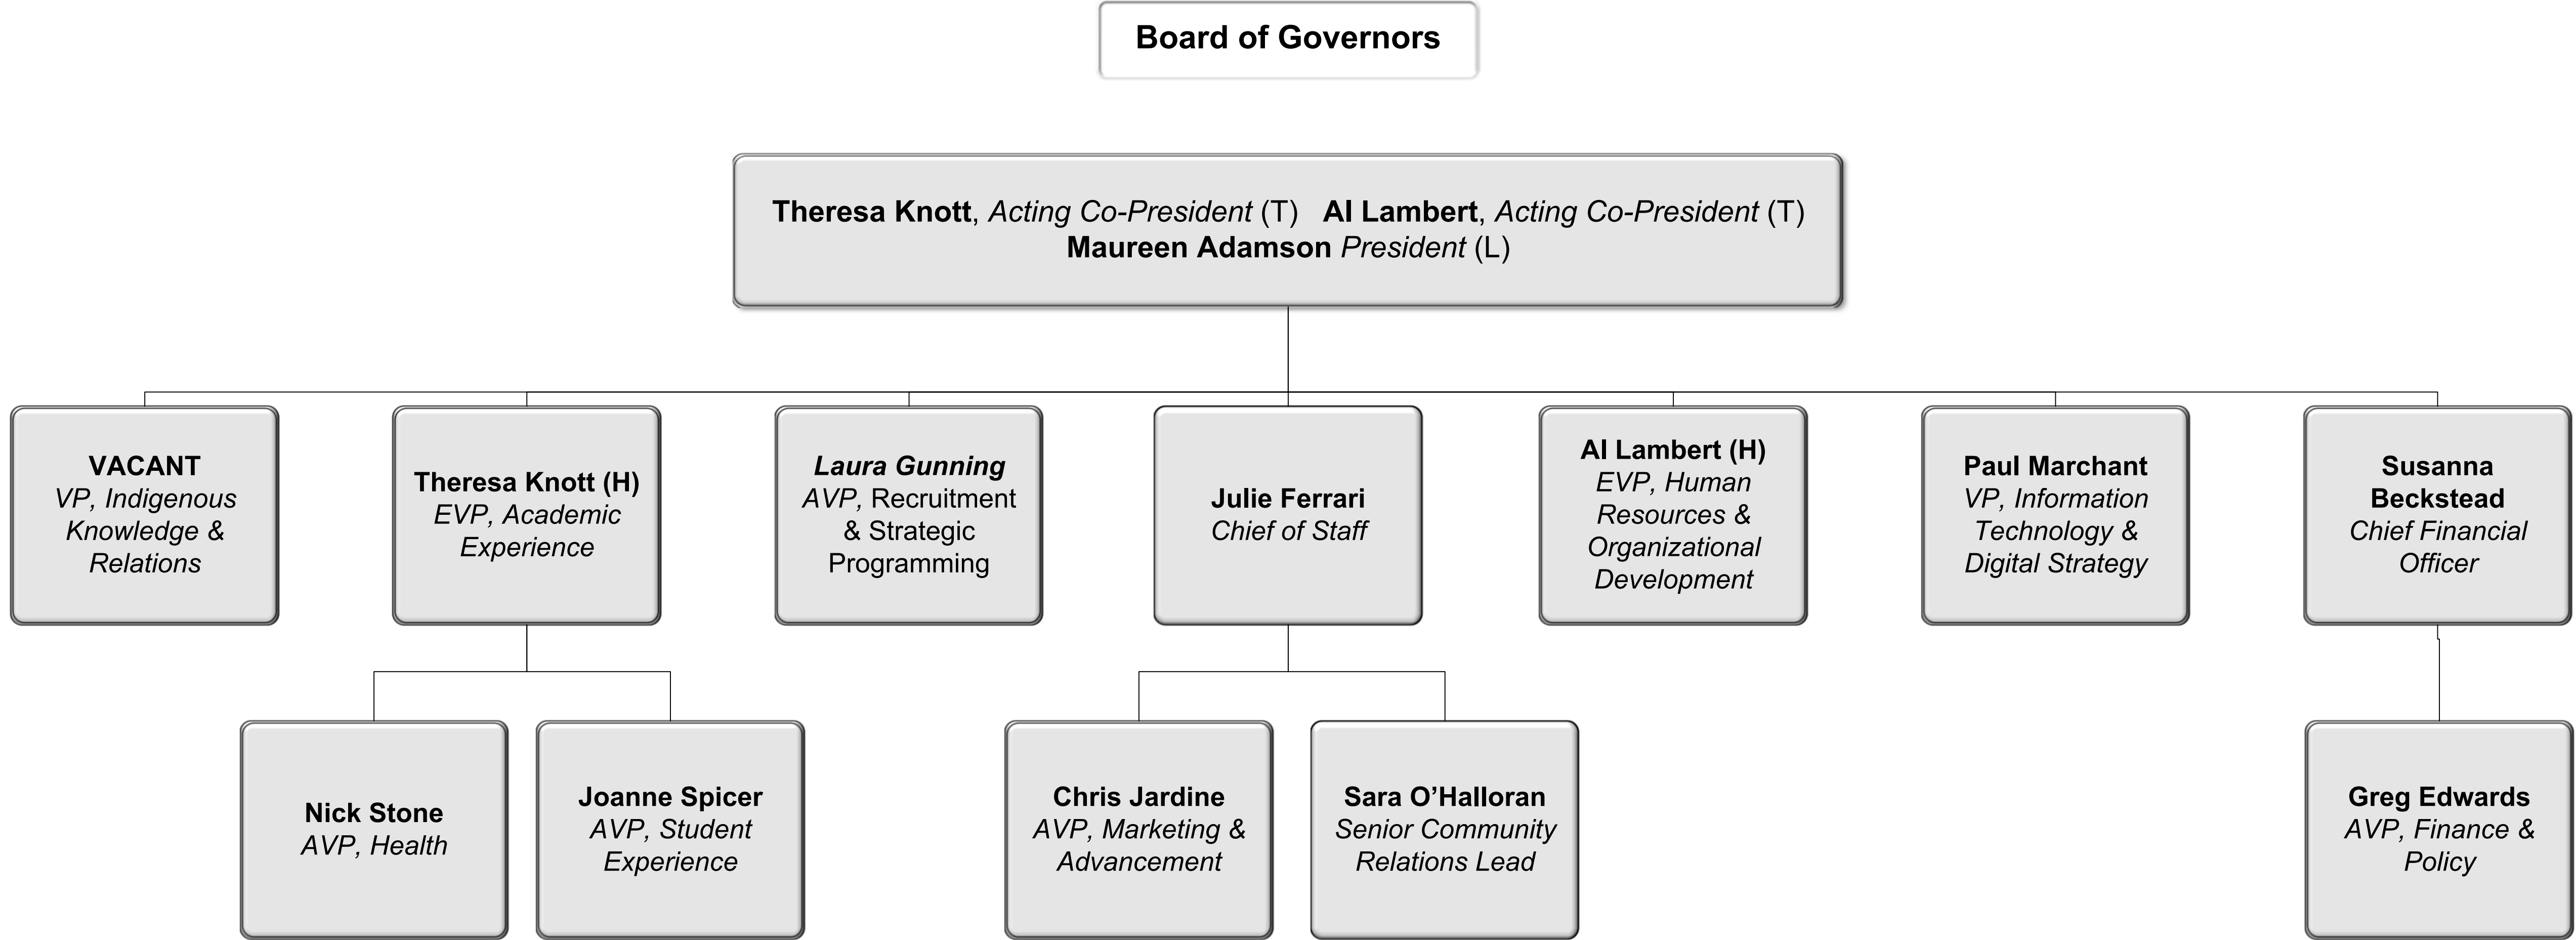 Board of Governors
Theresa Knott, Acting Co-President (T) Al Lambert, Acting Co-President (T)
Maureen Adamson President (L)
VACANT
VP, Indigenous
Knowledge &
Relations
Theresa Knott (H)
EVP, Academic
Experience
Laura Gunning
AVP, Recruitment
& Strategic
Programming
Julie Ferrari
Chief of Staff
Al Lambert (H)
EVP, Human
Resources &
Organizational
Development
Paul Marchant
VP, Information
Technology &
Digital Strategy
Susanna
Beckstead
Chief Financial
Officer
Nick Stone
AVP, Health
Joanne Spicer
AVP, Student
Experience
Chris Jardine
AVP, Marketing &
Advancement
Sara O’Halloran
Senior Community
Relations Lead
Greg Edwards
AVP, Finance &
Policy